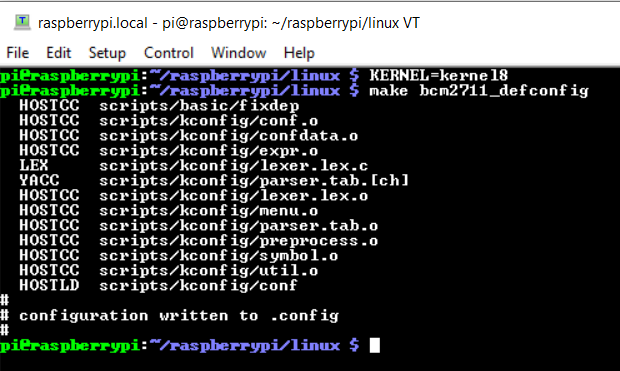 raspberrypi.local - pi@raspberrypi: ~/raspberrypi/linux VT
File Edit Setup Control Window Help
pi@raspberrypi:~/raspberrypi/linux $ KERNEL=kernel8
pi@raspberrypi:~/raspberrypi/linux $ make bcm2711_defconfig
  HOSTCC  scripts/basic/fixdep
  HOSTCC  scripts/kconfig/conf.o
  HOSTCC  scripts/kconfig/confdata.o
  HOSTCC  scripts/kconfig/expr.o
  LEX     scripts/kconfig/lexer.lex.c
  YACC    scripts/kconfig/parser.tab.[ch]
  HOSTCC  scripts/kconfig/lexer.lex.o
  HOSTCC  scripts/kconfig/menu.o
  HOSTCC  scripts/kconfig/parser.tab.o
  HOSTCC  scripts/kconfig/preprocess.o
  HOSTCC  scripts/kconfig/symbol.o
  HOSTCC  scripts/kconfig/util.o
  HOSTLD  scripts/kconfig/conf
#
# configuration written to .config
#
pi@raspberrypi:~/raspberrypi/linux $